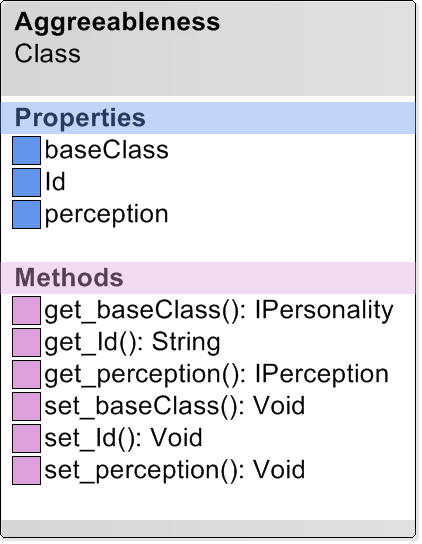 Aggreeableness
Class
Properties
baseClass
Id
perception
Methods
get_baseClass(): IPersonality
get_Id(): String
get_perception(): IPerception
set_baseClass(): Void
set_Id(): Void
set_perception(): Void